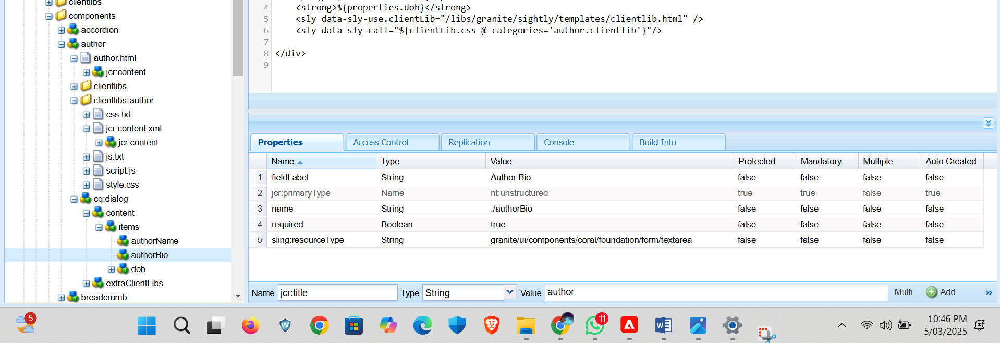 clientlibs
components
accordion
author
author.html
jcr:content
clientlibs
clientlibs-author
css.txt
jcr:content.xml
jcr:content
js.txt
script.js
style.css
cq:dialog
content
items
authorName
authorBio
dob
extraClientLibs
breadcrumb
4 <strong>${properties.dob}</strong>
5 <sly data-sly-use.clientLib="/libs/granite/sightly/templates/clientlib.html" />
6 <sly data-sly-call="${clientLib.css @ categories='author.clientlib'}"/>
7
8 </div>
9
Properties Access Control Replication Console Build Info
Name Type Value Protected Mandatory Multiple Auto Created
1 fieldLabel String Author Bio false false false false
2 jcr:primaryType Name nt:unstructured true true false true
3 name String ./authorBio false false false false
4 required Boolean true false false false false
5 sling:resourceType String granite/ui/components/coral/foundation/form/textarea false false false false
Name jcr:title Type String Value author Multi Add
5
W
W
11
10:46 PM
5/03/2025